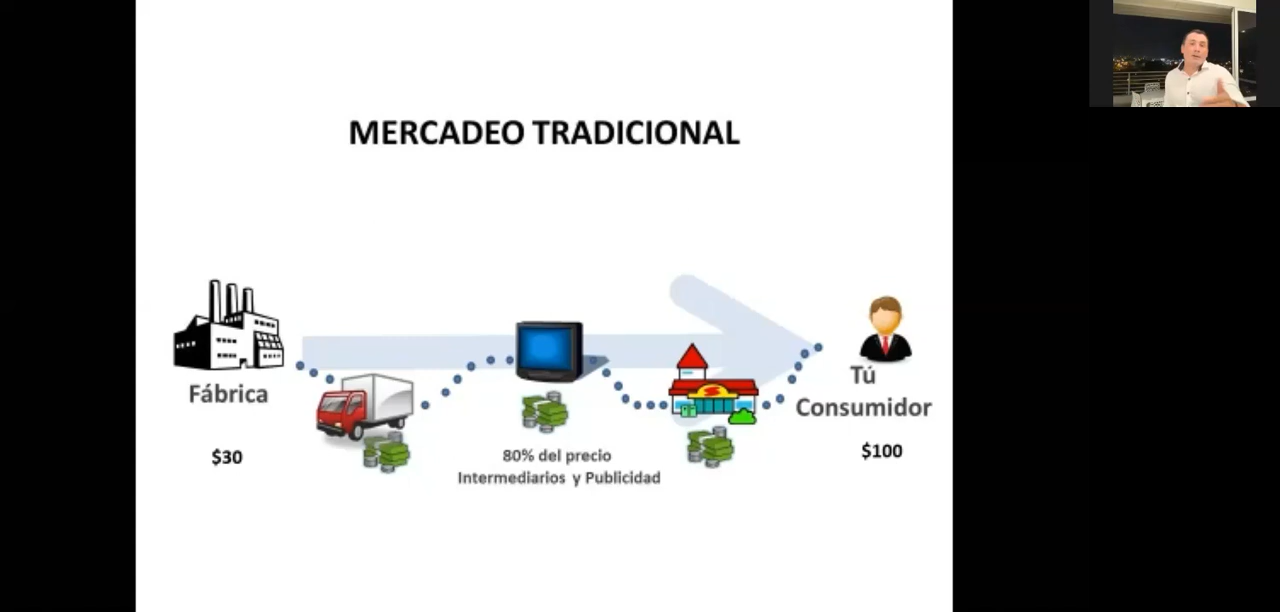 MERCADEO TRADICIONAL
Fábrica
$30
80% del precio
Intermediarios y Publicidad
Tú
Consumidor
$100